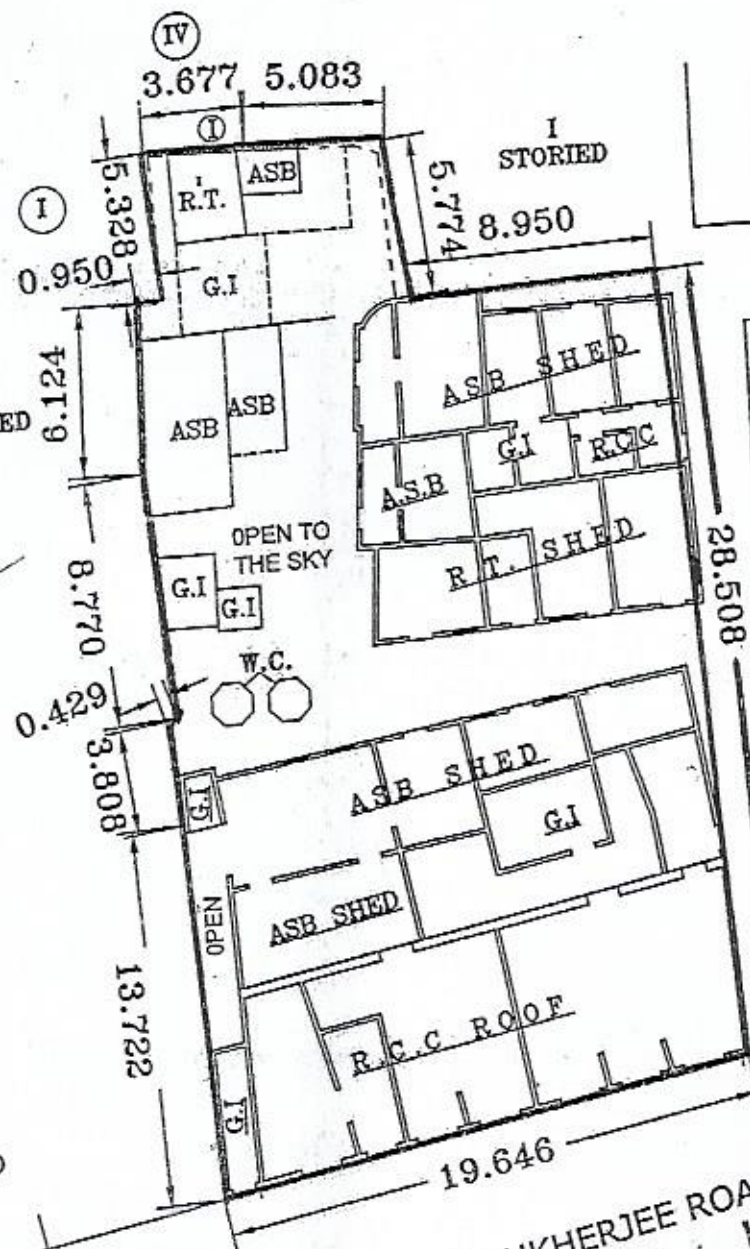 IV
3.677 5.083
I
I
STORIED
5.774
8.950
I
5.328
0.950
R.T.
ASB
G.I
6.124
ED
ASB
ASB
ASB SHED
G.I
R.C.C
A.S.B
R T. SHED
OPEN TO
THE SKY
28.508
8.770
G.I
G.I
W.C.
0.429
3.808
G.I
ASB SHED
G.I
OPEN
ASB SHED
13.722
R.C.C ROOF
G.I
19.646